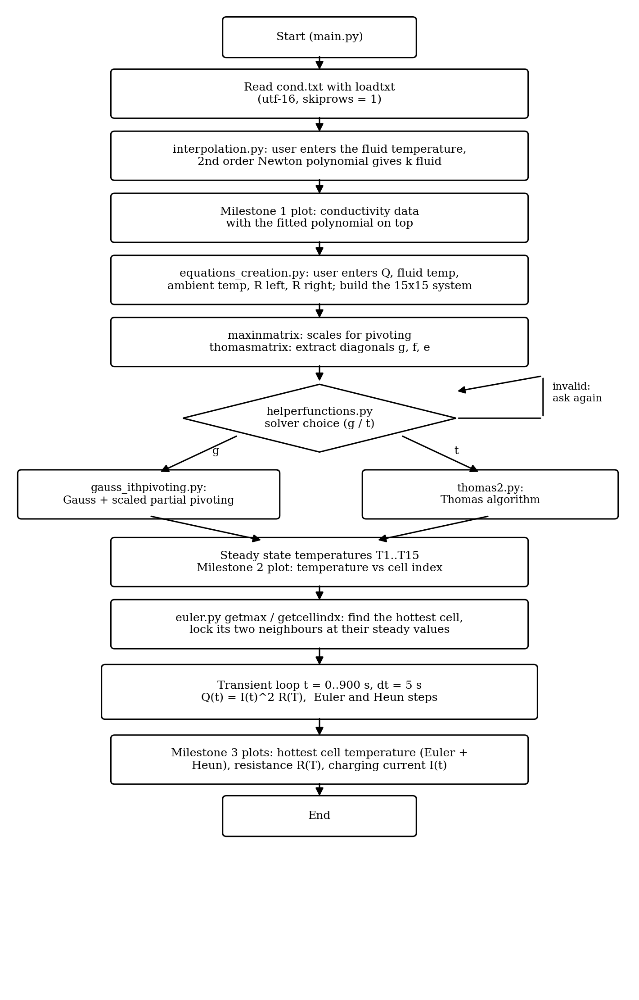 Start (main.py)
Read cond.txt with loadtxt
(utf-16, skiprows = 1)
interpolation.py: user enters the fluid temperature,
2nd order Newton polynomial gives k fluid
Milestone 1 plot: conductivity data
with the fitted polynomial on top
equations_creation.py: user enters Q, fluid temp,
ambient temp, R left, R right; build the 15x15 system
maxinmatrix: scales for pivoting
thomasmatrix: extract diagonals g, f, e
helperfunctions.py
solver choice (g / t)
invalid:
ask again
g
t
gauss_ithpivoting.py:
Gauss + scaled partial pivoting
thomas2.py:
Thomas algorithm
Steady state temperatures T1..T15
Milestone 2 plot: temperature vs cell index
euler.py getmax / getcellindx: find the hottest cell,
lock its two neighbours at their steady values
Transient loop t = 0..900 s, dt = 5 s
Q(t) = I(t)^2 R(T),  Euler and Heun steps
Milestone 3 plots: hottest cell temperature (Euler +
Heun), resistance R(T), charging current I(t)
End